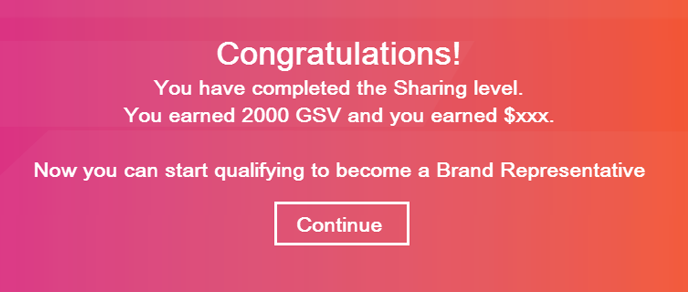 Congratulations!
You have completed the Sharing level.
You earned 2000 GSV and you earned $xxx.
Now you can start qualifying to become a Brand Representative
Continue